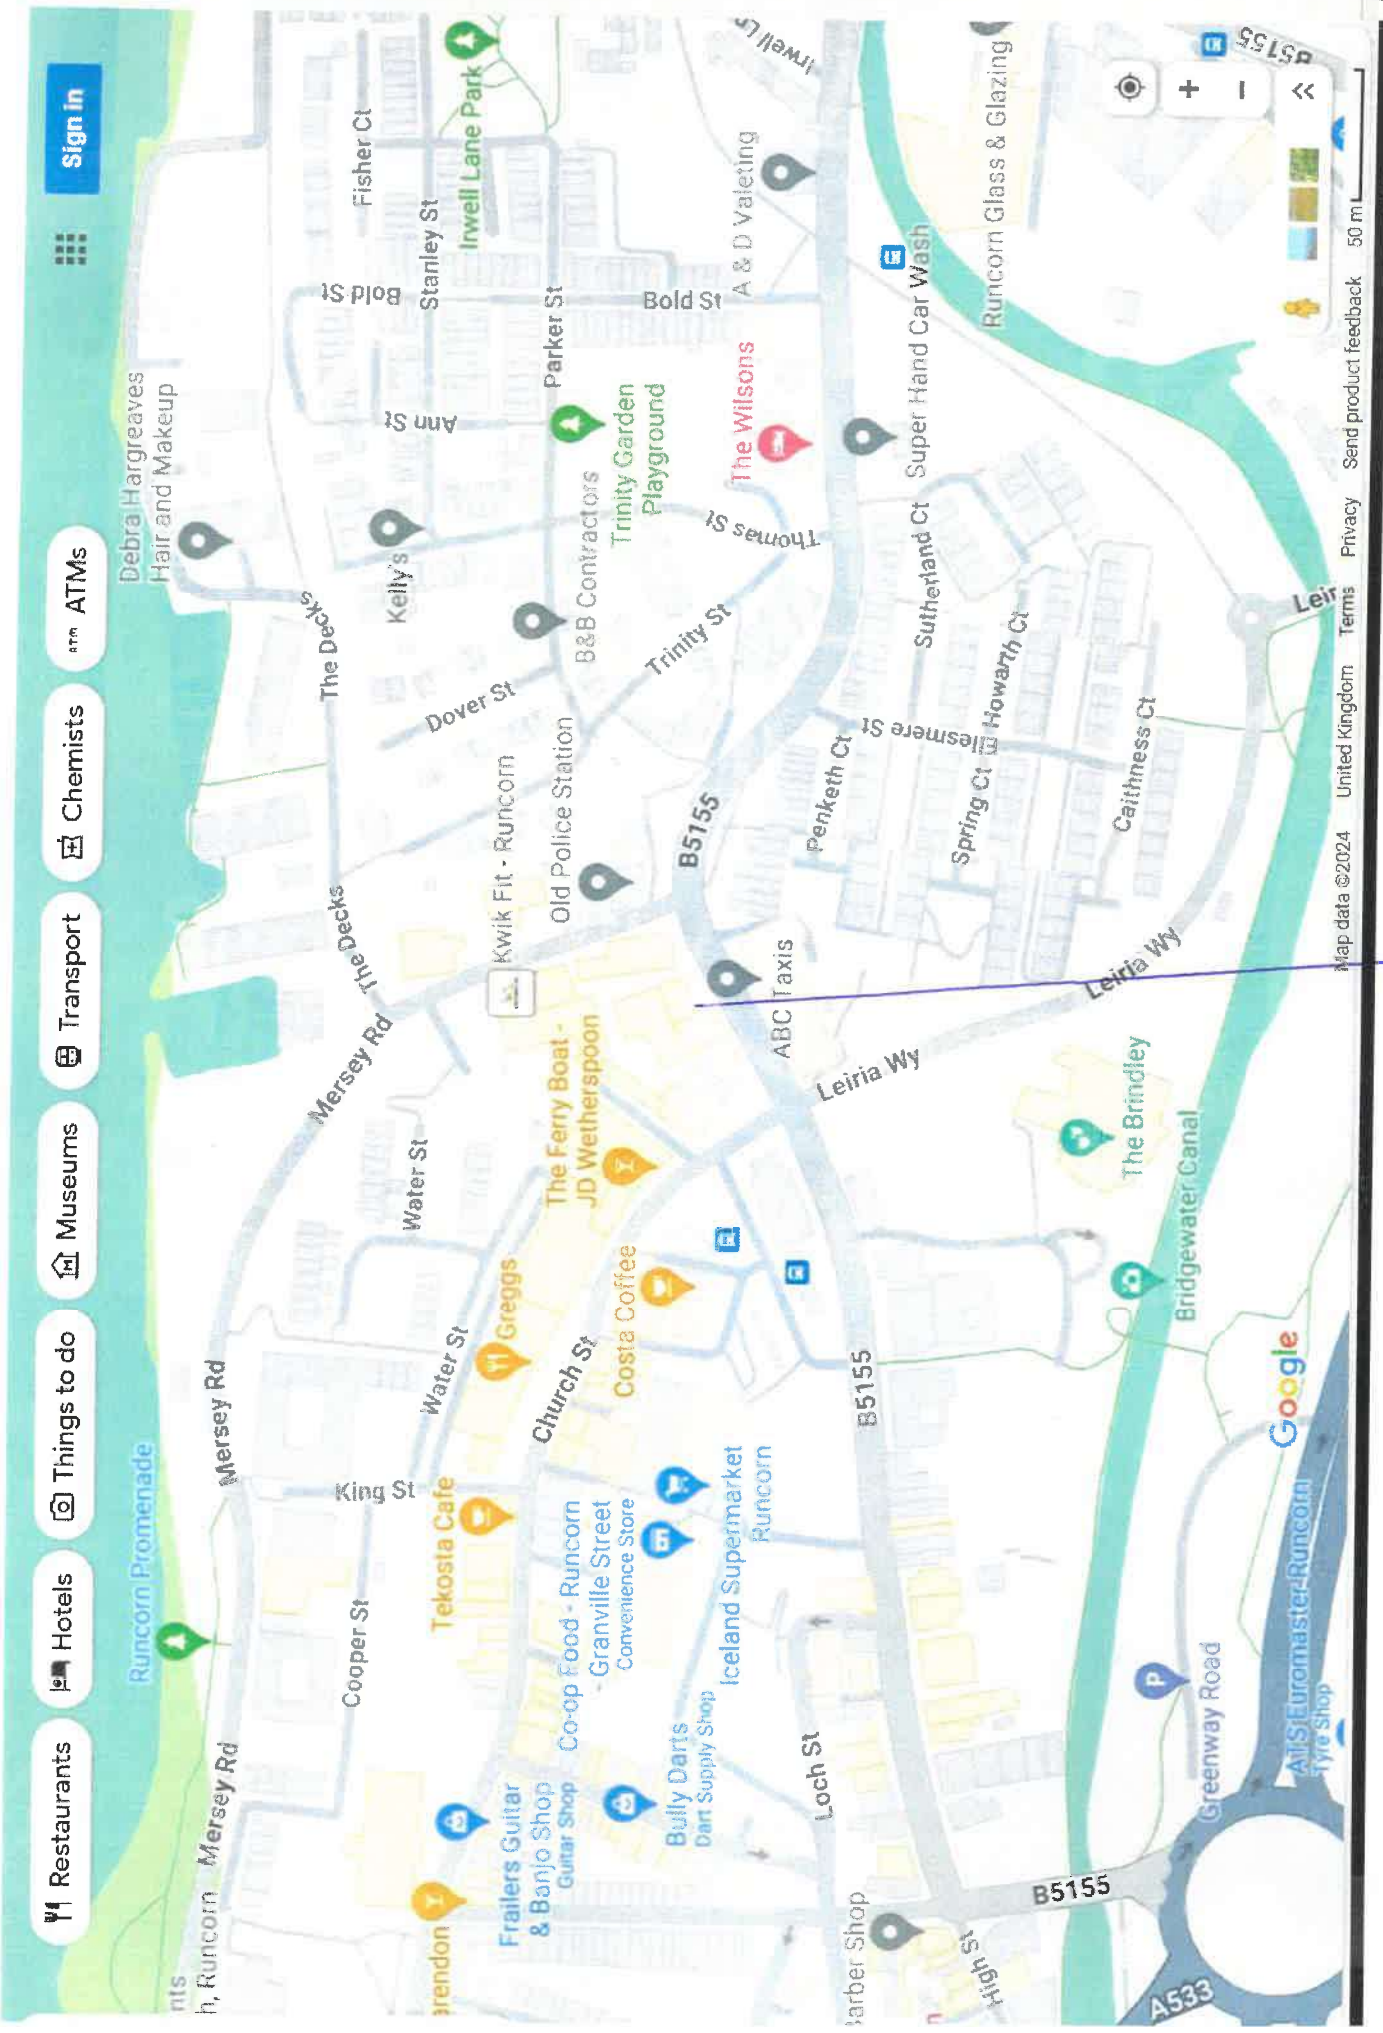 Restaurants
Hotels
Things to do
Museums
Transport
Chemists
ATM ATMs
Sign in
Runcorn Promenade
Debra Hargreaves
Hair and Makeup
nts
h, Runcorn
Mersey Rd
Mersey Rd
Mersey Rd
The Decks
The Decks
Fisher Ct
Cooper St
King St
Water St
Water St
Kelly's
Ann St
Bold St
Stanley St
Irwell Lane Park
arendon
Tekosta Cafe
Greggs
Dover St
Kwik Fit - Runcorn
Frailers Guitar
& Banjo Shop
Guitar Shop
Church St
The Ferry Boat -
JD Wetherspoon
Old Police Station
B&B Contractors
Parker St
Trinity Garden
Playground
Co-op Food - Runcorn
Granville Street
Convenience Store
Costa Coffee
Trinity St
Bold St
Bully Darts
Dart Supply Shop
Iceland Supermarket
Runcorn
B5155
Thomas St
The Wilsons
A & D Valeting
Irwell Ln
ABC Taxis
Loch St
Leiria Wy
Penketh Ct
Ellesmere St
Sutherland Ct
Super Hand Car Wash
Barber Shop
B5155
Spring Ct
Howarth Ct
Runcorn Glass & Glazing
High St
B5155
The Brindley
Leiria Wy
Caithness Ct
Bridgewater Canal
Greenway Road
P
A533
ATS Euromaster Runcorn
Tyre Shop
Google
Leir
B5155
Map data ©2024
United Kingdom
Terms
Privacy
Send product feedback
50 m